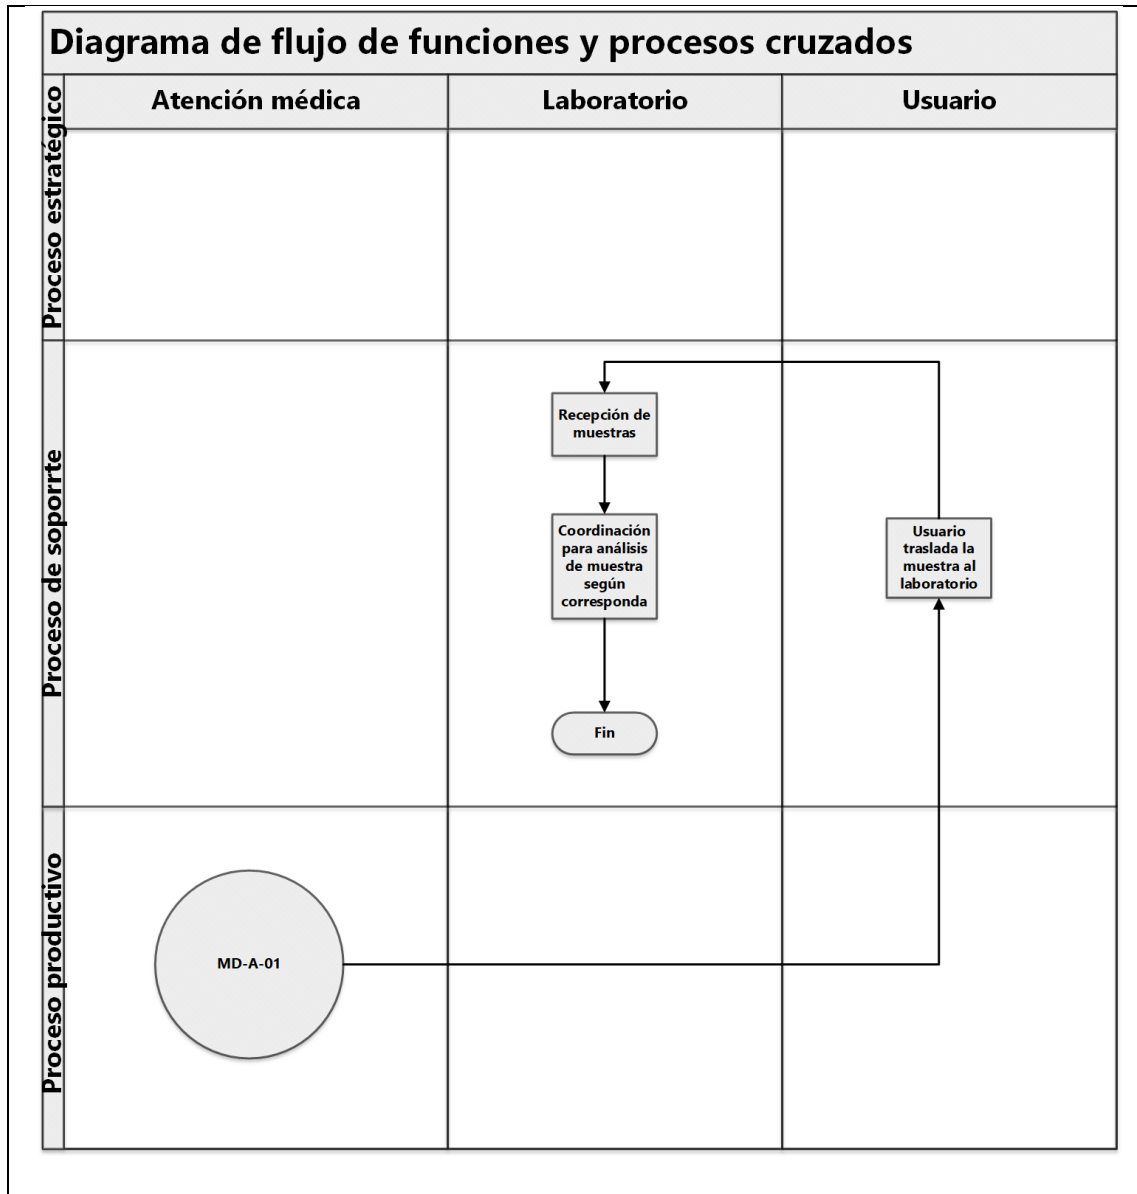 Diagrama de flujo de funciones y procesos cruzados
Atención médica
Laboratorio
Usuario
Proceso estratégico
Proceso de soporrte
Recepción de
muestras
Coordinación
para análisis
de muestra
según
corresponda
Fin
Usuario
traslada la
muestra al
laboratorio
Proceso productivo
MD-A-01